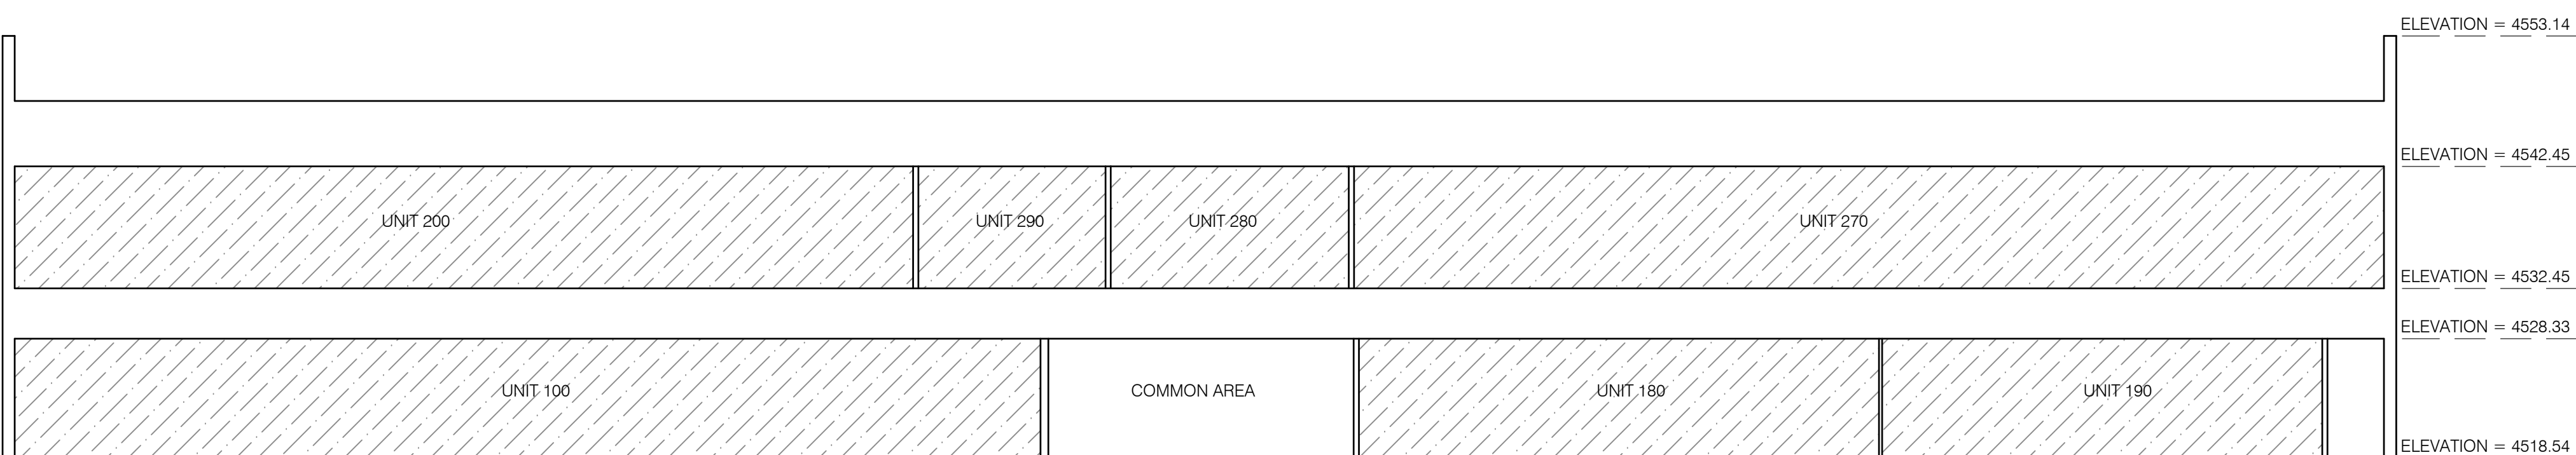 ELEVATION = 4553.14
ELEVATION = 4542.45
UNIT 200
UNIT 290
UNIT 280
UNIT 270
ELEVATION = 4532.45
ELEVATION = 4528.33
UNIT 100
COMMON AREA
UNIT 180
UNIT 190
ELEVATION = 4518.54